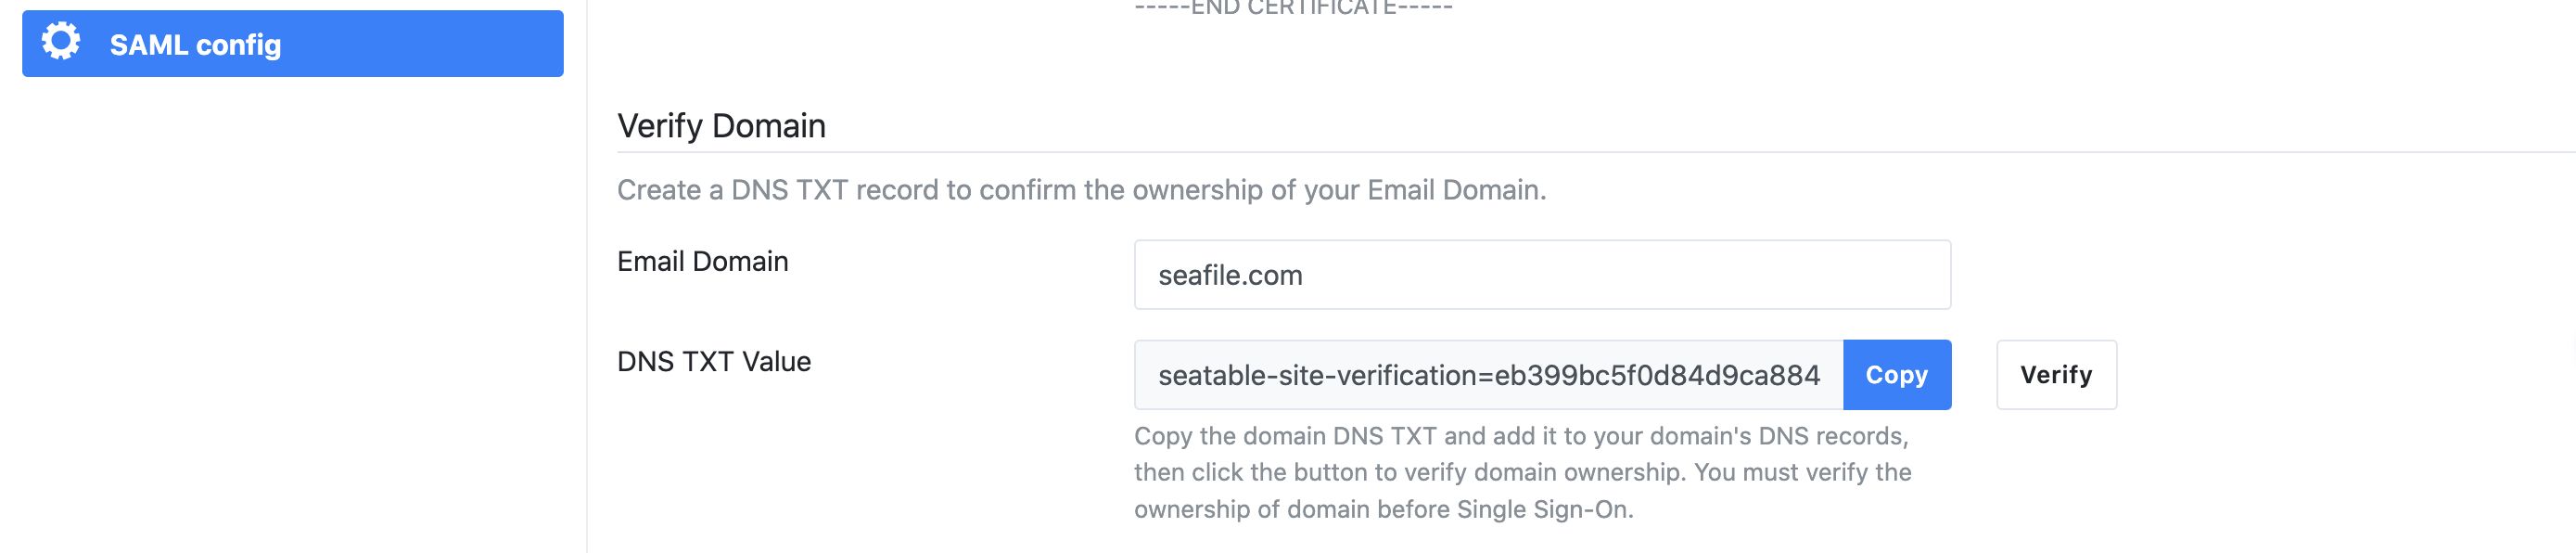 -----END CERTIFICATE-----
SAML config
Verify Domain
Create a DNS TXT record to confirm the ownership of your Email Domain.
Email Domain
seafile.com
DNS TXT Value
seatable-site-verification=eb399bc5f0d84d9ca884
Copy
Verify
Copy the domain DNS TXT and add it to your domain's DNS records,
then click the button to verify domain ownership. You must verify the
ownership of domain before Single Sign-On.